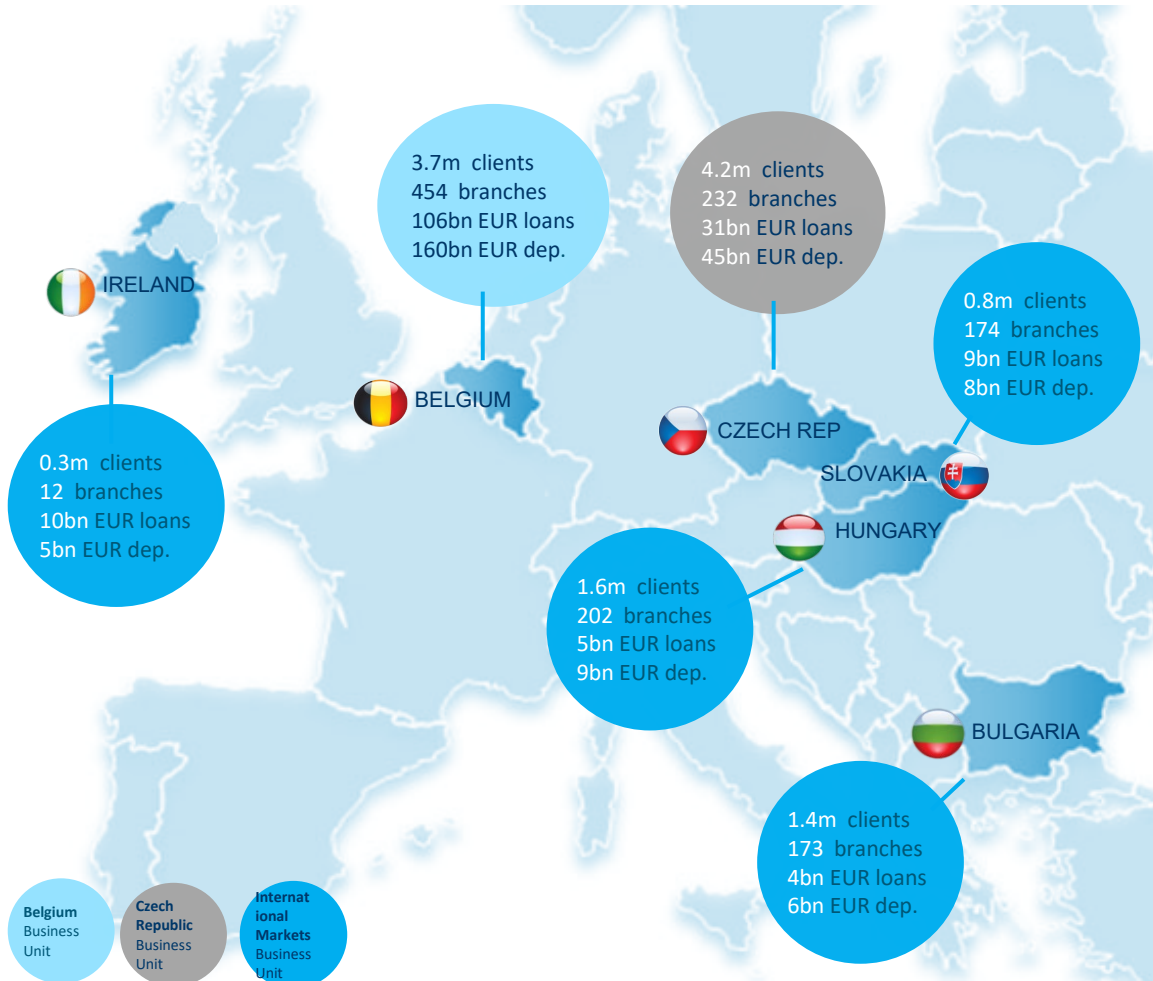 3.7m clients
454 branches
106bn EUR loans
160bn EUR dep.
4.2m clients
232 branches
31bn EUR loans
45bn EUR dep.
IRELAND
0.8m clients
174 branches
9bn EUR loans
8bn EUR dep.
BELGIUM
CZECH REP
SLOVAKIA
0.3m clients
12 branches
10bn EUR loans
5bn EUR dep.
HUNGARY
1.6m clients
202 branches
5bn EUR loans
9bn EUR dep.
BULGARIA
1.4m clients
173 branches
4bn EUR loans
6bn EUR dep.
Belgium
Business
Unit
Czech
Republic
Business
Unit
Internat
ional
Markets
Business
Unit